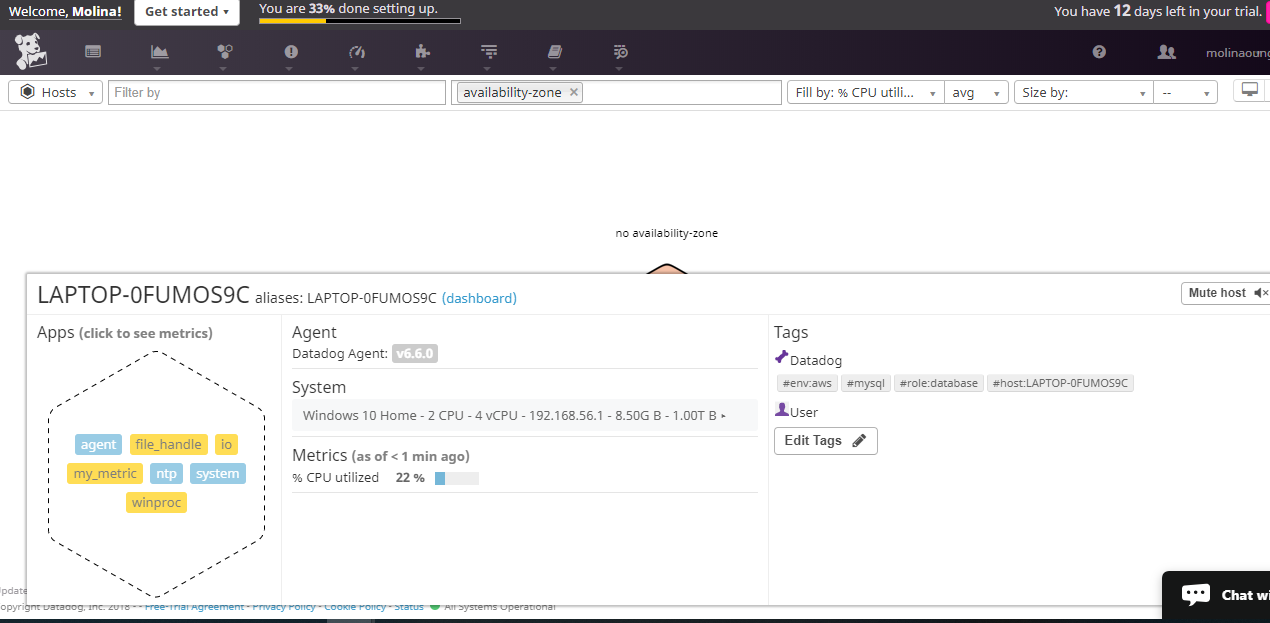 Welcome, Molina!
Get started
You are 33% done setting up.
You have 12 days left in your trial.
Hosts
Filter by
availability-zone ×
Fill by: % CPU utili...
avg
Size by:
--
no availability-zone
LAPTOP-0FUMOS9C aliases: LAPTOP-0FUMOS9C (dashboard)
Mute host
Apps (click to see metrics)
agent
file_handle
io
my_metric
ntp
system
winproc
Agent
Datadog Agent: v6.6.0
System
Windows 10 Home - 2 CPU - 4 vCPU - 192.168.56.1 - 8.50G B - 1.00T B
Metrics (as of < 1 min ago)
% CPU utilized 22 %
Tags
Datadog
#env:aws
#mysql
#role:database
#host:LAPTOP-0FUMOS9C
User
Edit Tags
opyright Datadog, Inc. 2018 - - Free-Trial Agreement - Privacy Policy - Cookie Policy - Status All Systems Operational
Chat wi